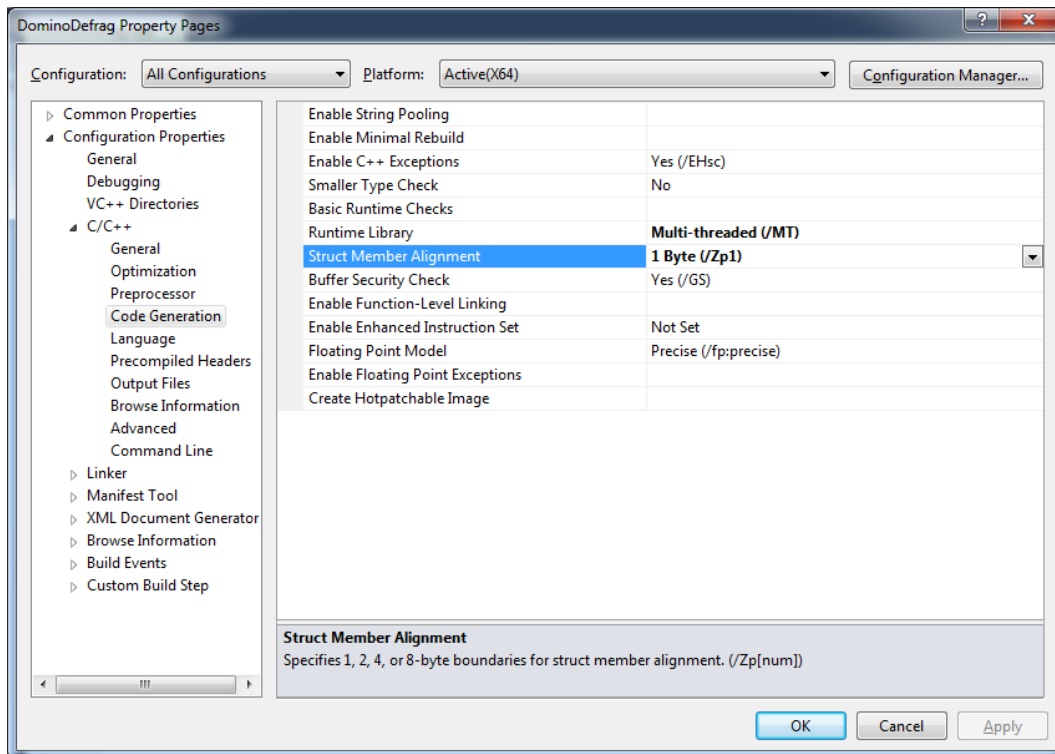 DominoDefrag Property Pages
Configuration: All Configurations Platform: Active(X64) Configuration Manager...
Common Properties
Configuration Properties
General
Debugging
VC++ Directories
C/C++
General
Optimization
Preprocessor
Code Generation
Language
Precompiled Headers
Output Files
Browse Information
Advanced
Command Line
Linker
Manifest Tool
XML Document Generator
Browse Information
Build Events
Custom Build Step
Enable String Pooling
Enable Minimal Rebuild
Enable C++ Exceptions Yes (/EHsc)
Smaller Type Check No
Basic Runtime Checks
Runtime Library Multi-threaded (/MT)
Struct Member Alignment 1 Byte (/Zp1)
Buffer Security Check Yes (/GS)
Enable Function-Level Linking
Enable Enhanced Instruction Set Not Set
Floating Point Model Precise (/fp:precise)
Enable Floating Point Exceptions
Create Hotpatchable Image
Struct Member Alignment
Specifies 1, 2, 4, or 8-byte boundaries for struct member alignment. (/Zp[num])
OK Cancel Apply